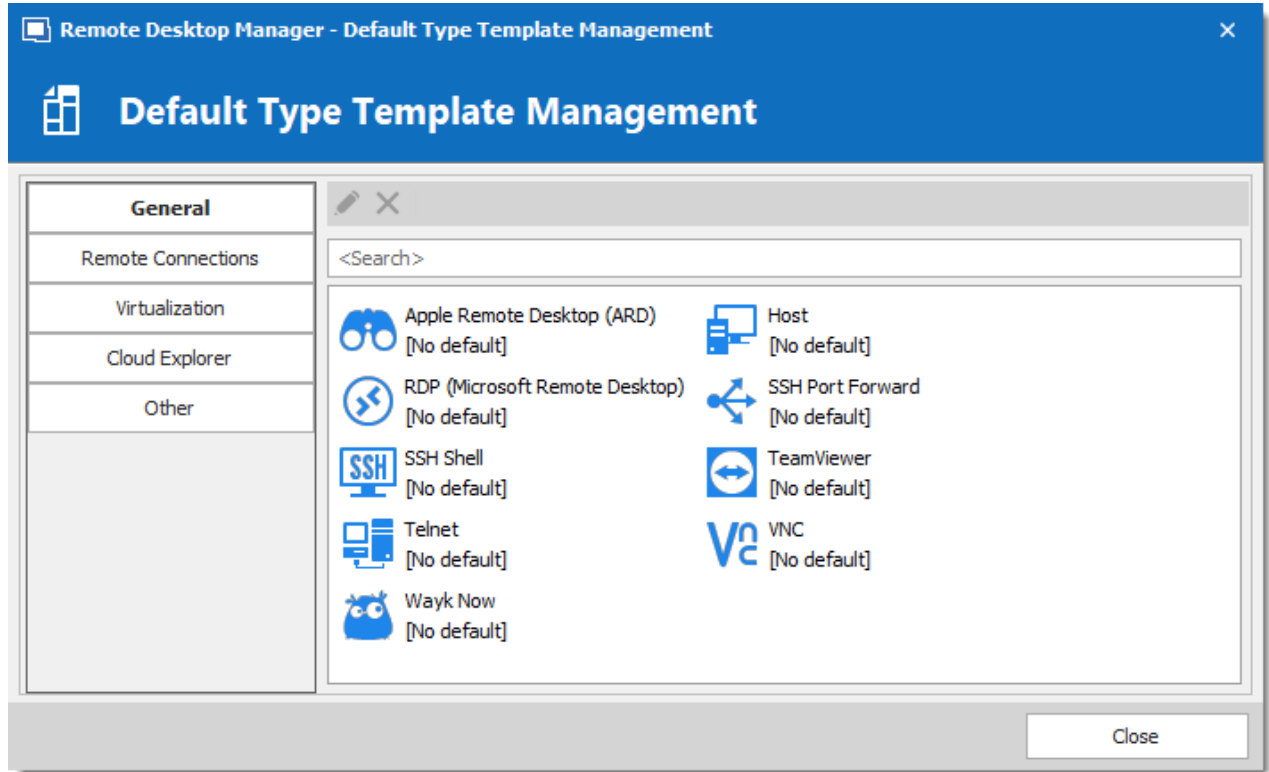 Remote Desktop Manager - Default Type Template Management
Default Type Template Management
General
Remote Connections
Virtualization
Cloud Explorer
Other
<Search>
Apple Remote Desktop (ARD)
[No default]
Host
[No default]
RDP (Microsoft Remote Desktop)
[No default]
SSH Port Forward
[No default]
SSH
SSH Shell
[No default]
TeamViewer
[No default]
Telnet
[No default]
Vnc
VNC
[No default]
Wayk Now
[No default]
Close